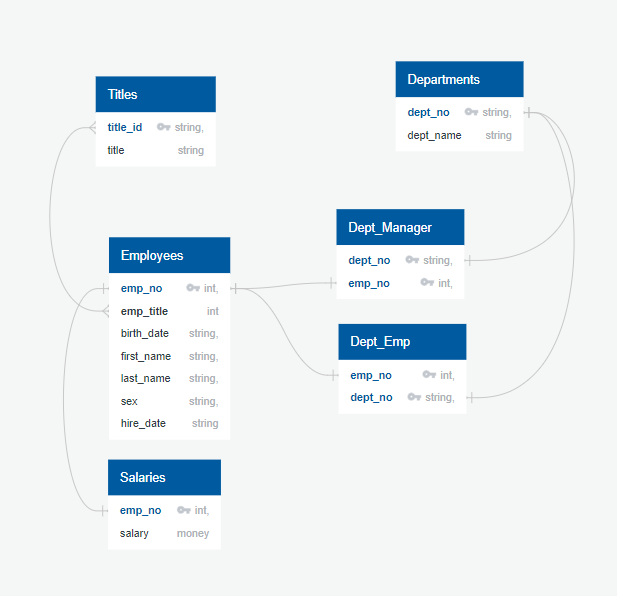 Titles
title_id string,
title string
Departments
dept_no string,
dept_name string
Employees
emp_no int,
emp_title int
birth_date string,
first_name string,
last_name string,
sex string,
hire_date string
Dept_Manager
dept_no string,
emp_no int,
Dept_Emp
emp_no int,
dept_no string,
Salaries
emp_no int,
salary money